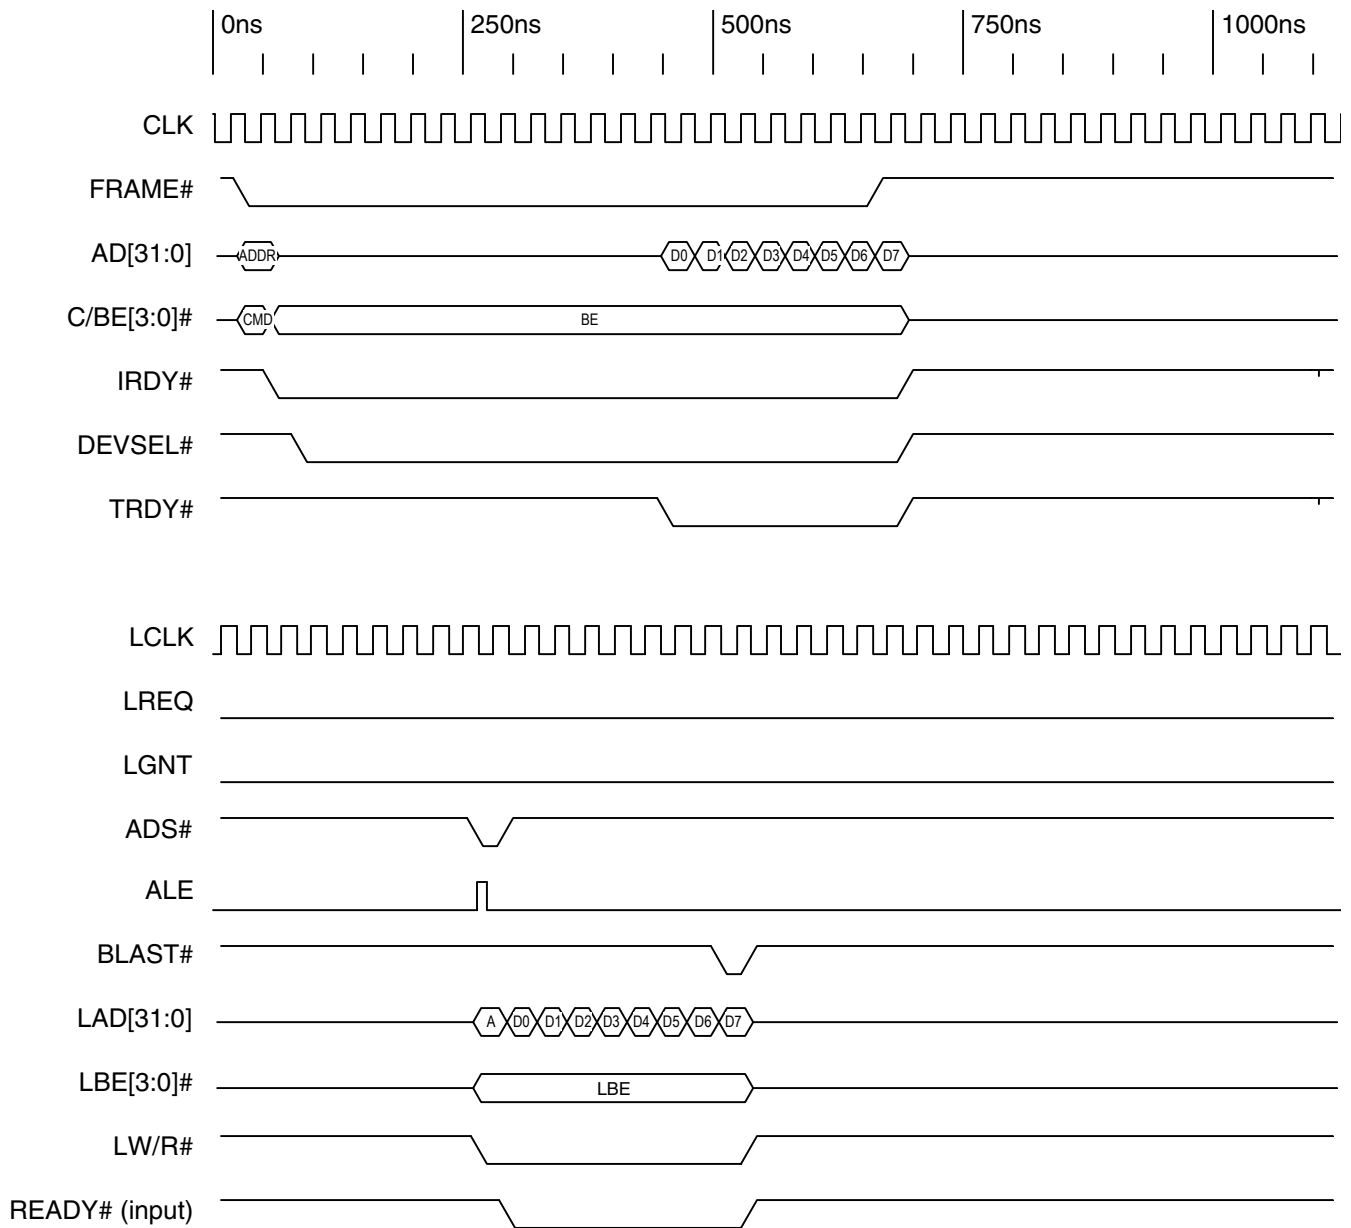 0ns 250ns 500ns 750ns 1000ns
CLK
FRAME#
AD[31:0] ADDR D0 D1 D2 D3 D4 D5 D6 D7
C/BE[3:0]# CMD BE
IRDY#
DEVSEL#
TRDY#
LCLK
LREQ
LGNT
ADS#
ALE
BLAST#
LAD[31:0] A D0 D1 D2 D3 D4 D5 D6 D7
LBE[3:0]# LBE
LW/R#
READY# (input)